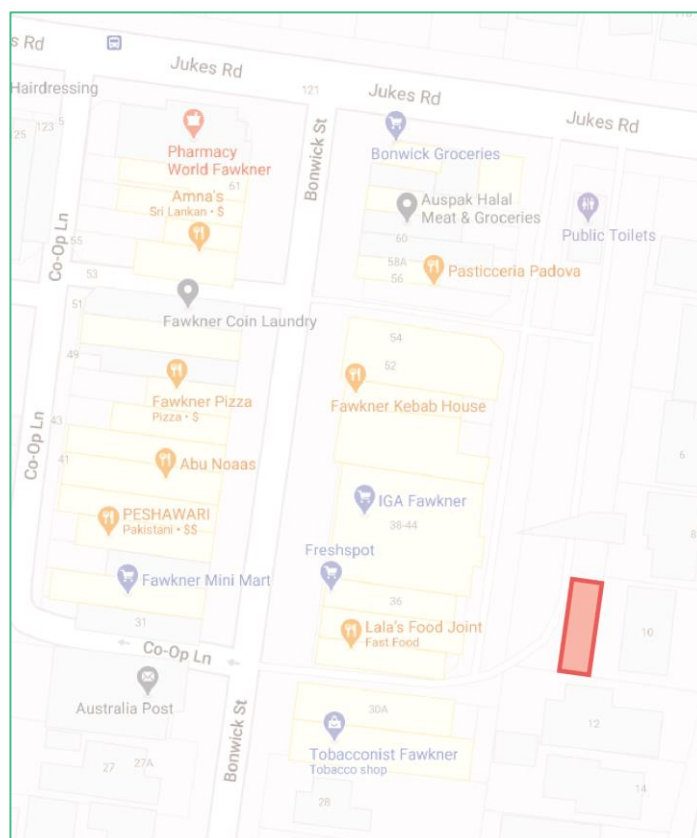 s Rd
Jukes Rd
Jukes Rd
Jukes Rd
Hairdressing
121
Bonwick St
25
123
5
Pharmacy
World Fawkner
Bonwick Groceries
61
Amna's
Sri Lankan • $
Auspak Halal
Meat & Groceries
Public Toilets
60
55
Co-Op Ln
53
58A
56
Pasticceria Padova
51
Fawkner Coin Laundry
54
49
52
Fawkner Pizza
Pizza • $
Fawkner Kebab House
43
Co-Op Ln
41
Abu Noaas
6
IGA Fawkner
38-44
PESHAWARI
Pakistani • $$
8
Freshspot
Fawkner Mini Mart
36
31
Lala's Food Joint
Fast Food
10
Co-Op Ln
Australia Post
Bonwick St
30A
12
Tobacconist Fawkner
Tobacco shop
27
27A
14
28